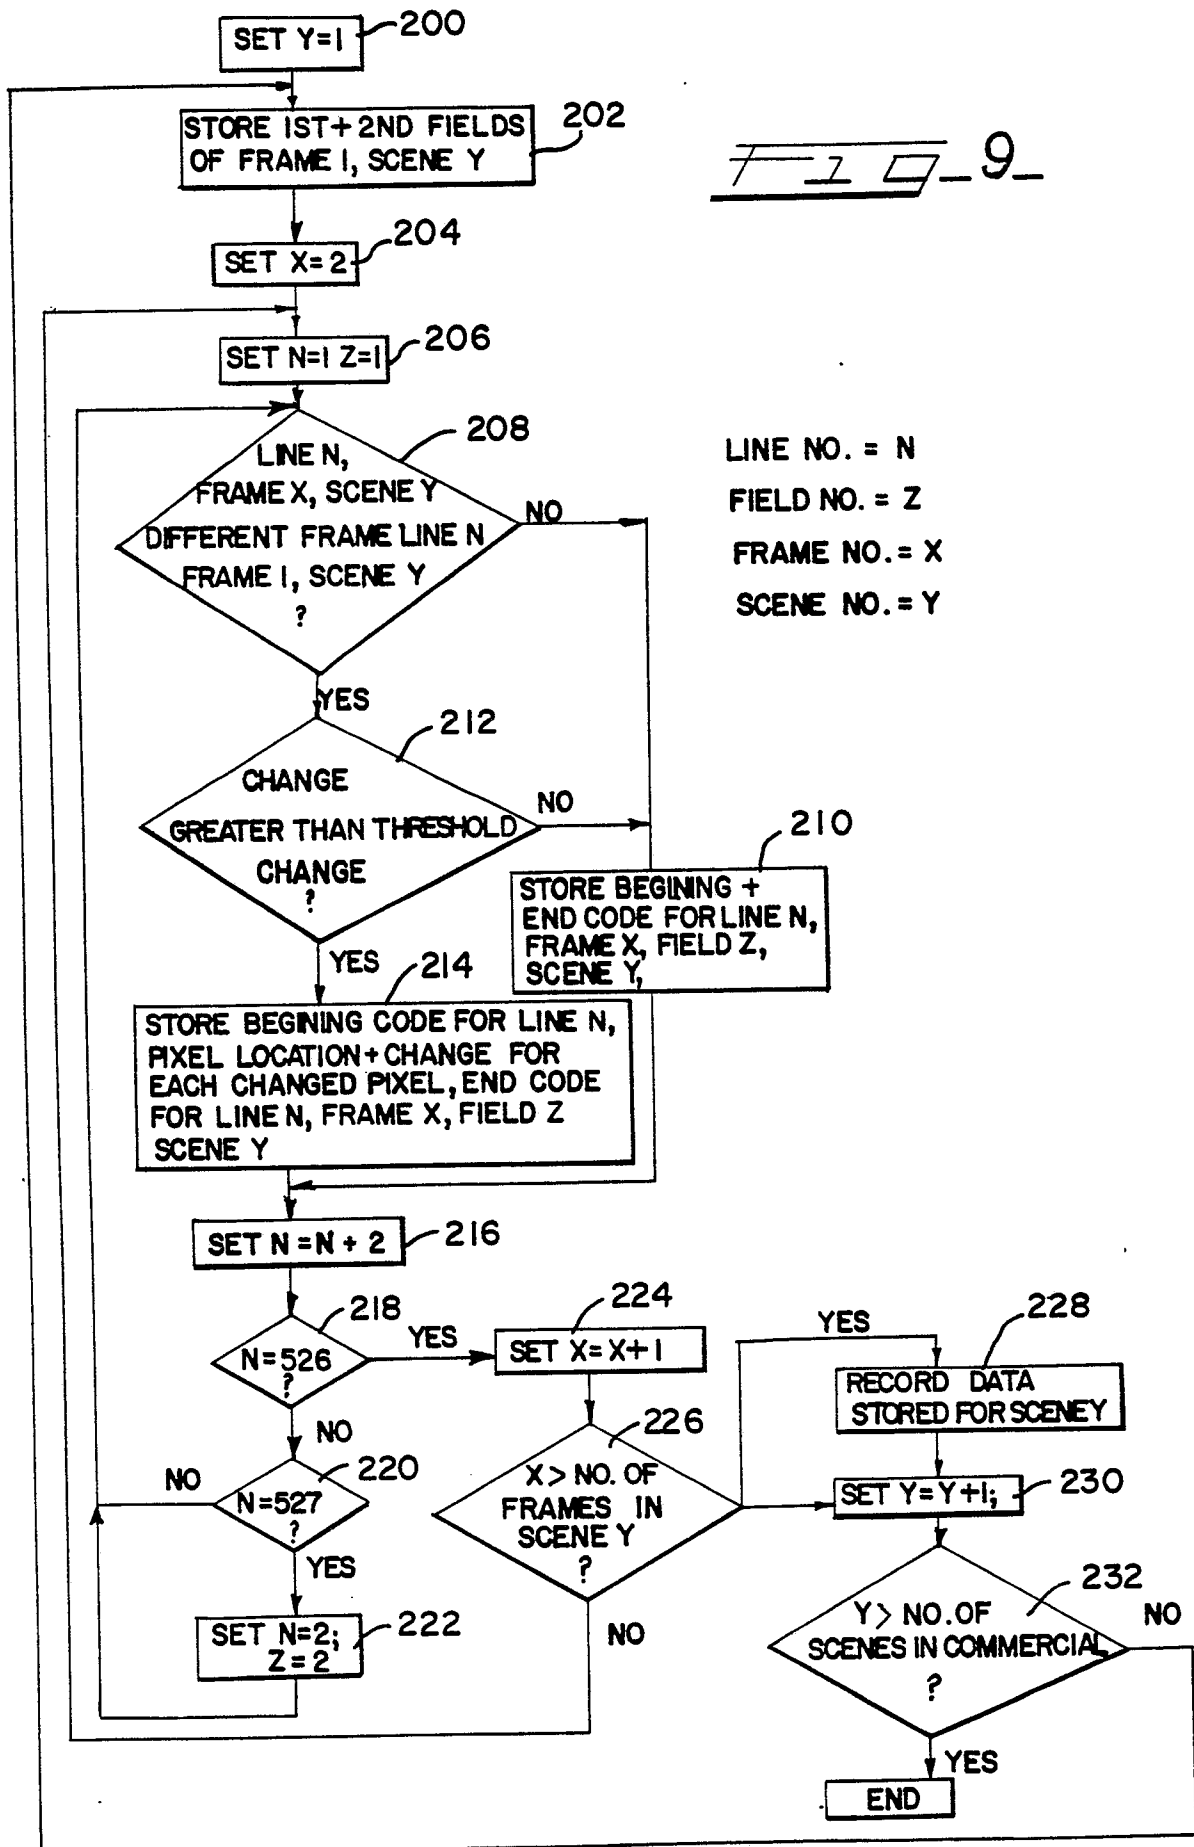 SET Y=1
200
STORE 1ST+2ND FIELDS
OF FRAME 1, SCENE Y
202
Fig_9_
SET X=2
204
SET N=1 Z=1
206
LINE N,
FRAME X, SCENE Y
DIFFERENT FRAME LINE N
FRAME 1, SCENE Y
?
208
NO
YES
LINE NO. = N
FIELD NO. = Z
FRAME NO. = X
SCENE NO. = Y
CHANGE
GREATER THAN THRESHOLD
CHANGE
?
212
NO
YES
STORE BEGINING +
END CODE FOR LINE N,
FRAME X, FIELD Z,
SCENE Y,
210
STORE BEGINING CODE FOR LINE N,
PIXEL LOCATION+CHANGE FOR
EACH CHANGED PIXEL, END CODE
FOR LINE N, FRAME X, FIELD Z
SCENE Y
214
SET N=N+2
216
N=526
?
218
YES
NO
SET X=X+1
224
N=527
?
220
NO
YES
SET N=2;
Z=2
222
X > NO. OF
FRAMES IN
SCENE Y
?
226
YES
NO
RECORD DATA
STORED FOR SCENEY
228
SET Y=Y+1;
230
Y > NO. OF
SCENES IN COMMERCIAL
?
232
NO
YES
END